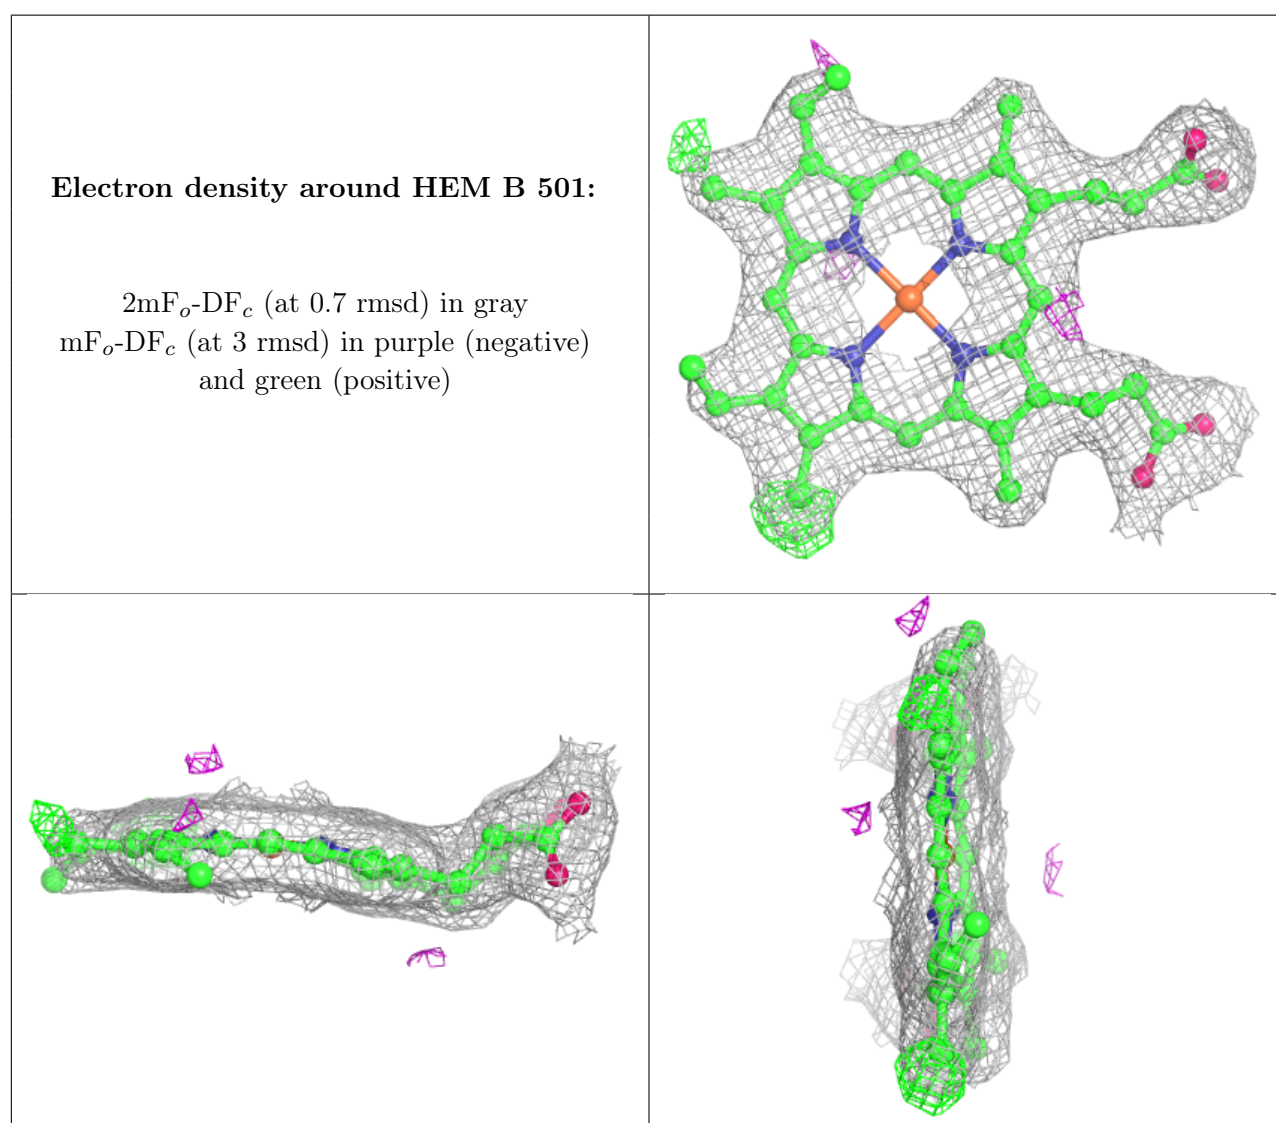 Electron density around HEM B 501:
2mFo-DFc (at 0.7 rmsd) in gray
mFo-DFc (at 3 rmsd) in purple (negative)
and green (positive)